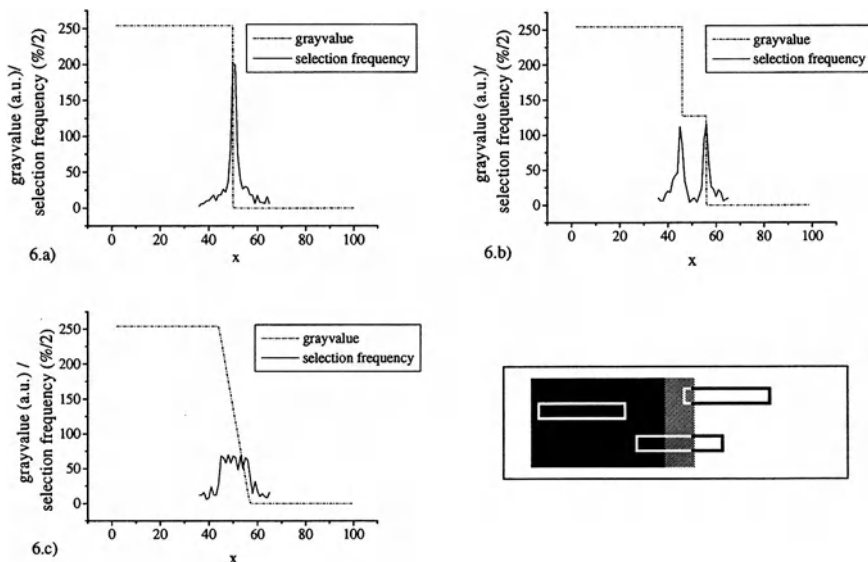 250
200
150
100
50
0
grayvalue (a.u.)/
selection frequency (%/2)
grayvalue
selection frequency
0 20 40 60 80 100
x
6.a)
250
200
150
100
50
0
grayvalue (a.u.)/
selection frequency (%/2)
grayvalue
selection frequency
0 20 40 60 80 100
x
6.b)
250
200
150
100
50
0
grayvalue (a.u.) /
selection frequency (%/2)
grayvalue
selection frequency
0 20 40 60 80 100
x
6.c)